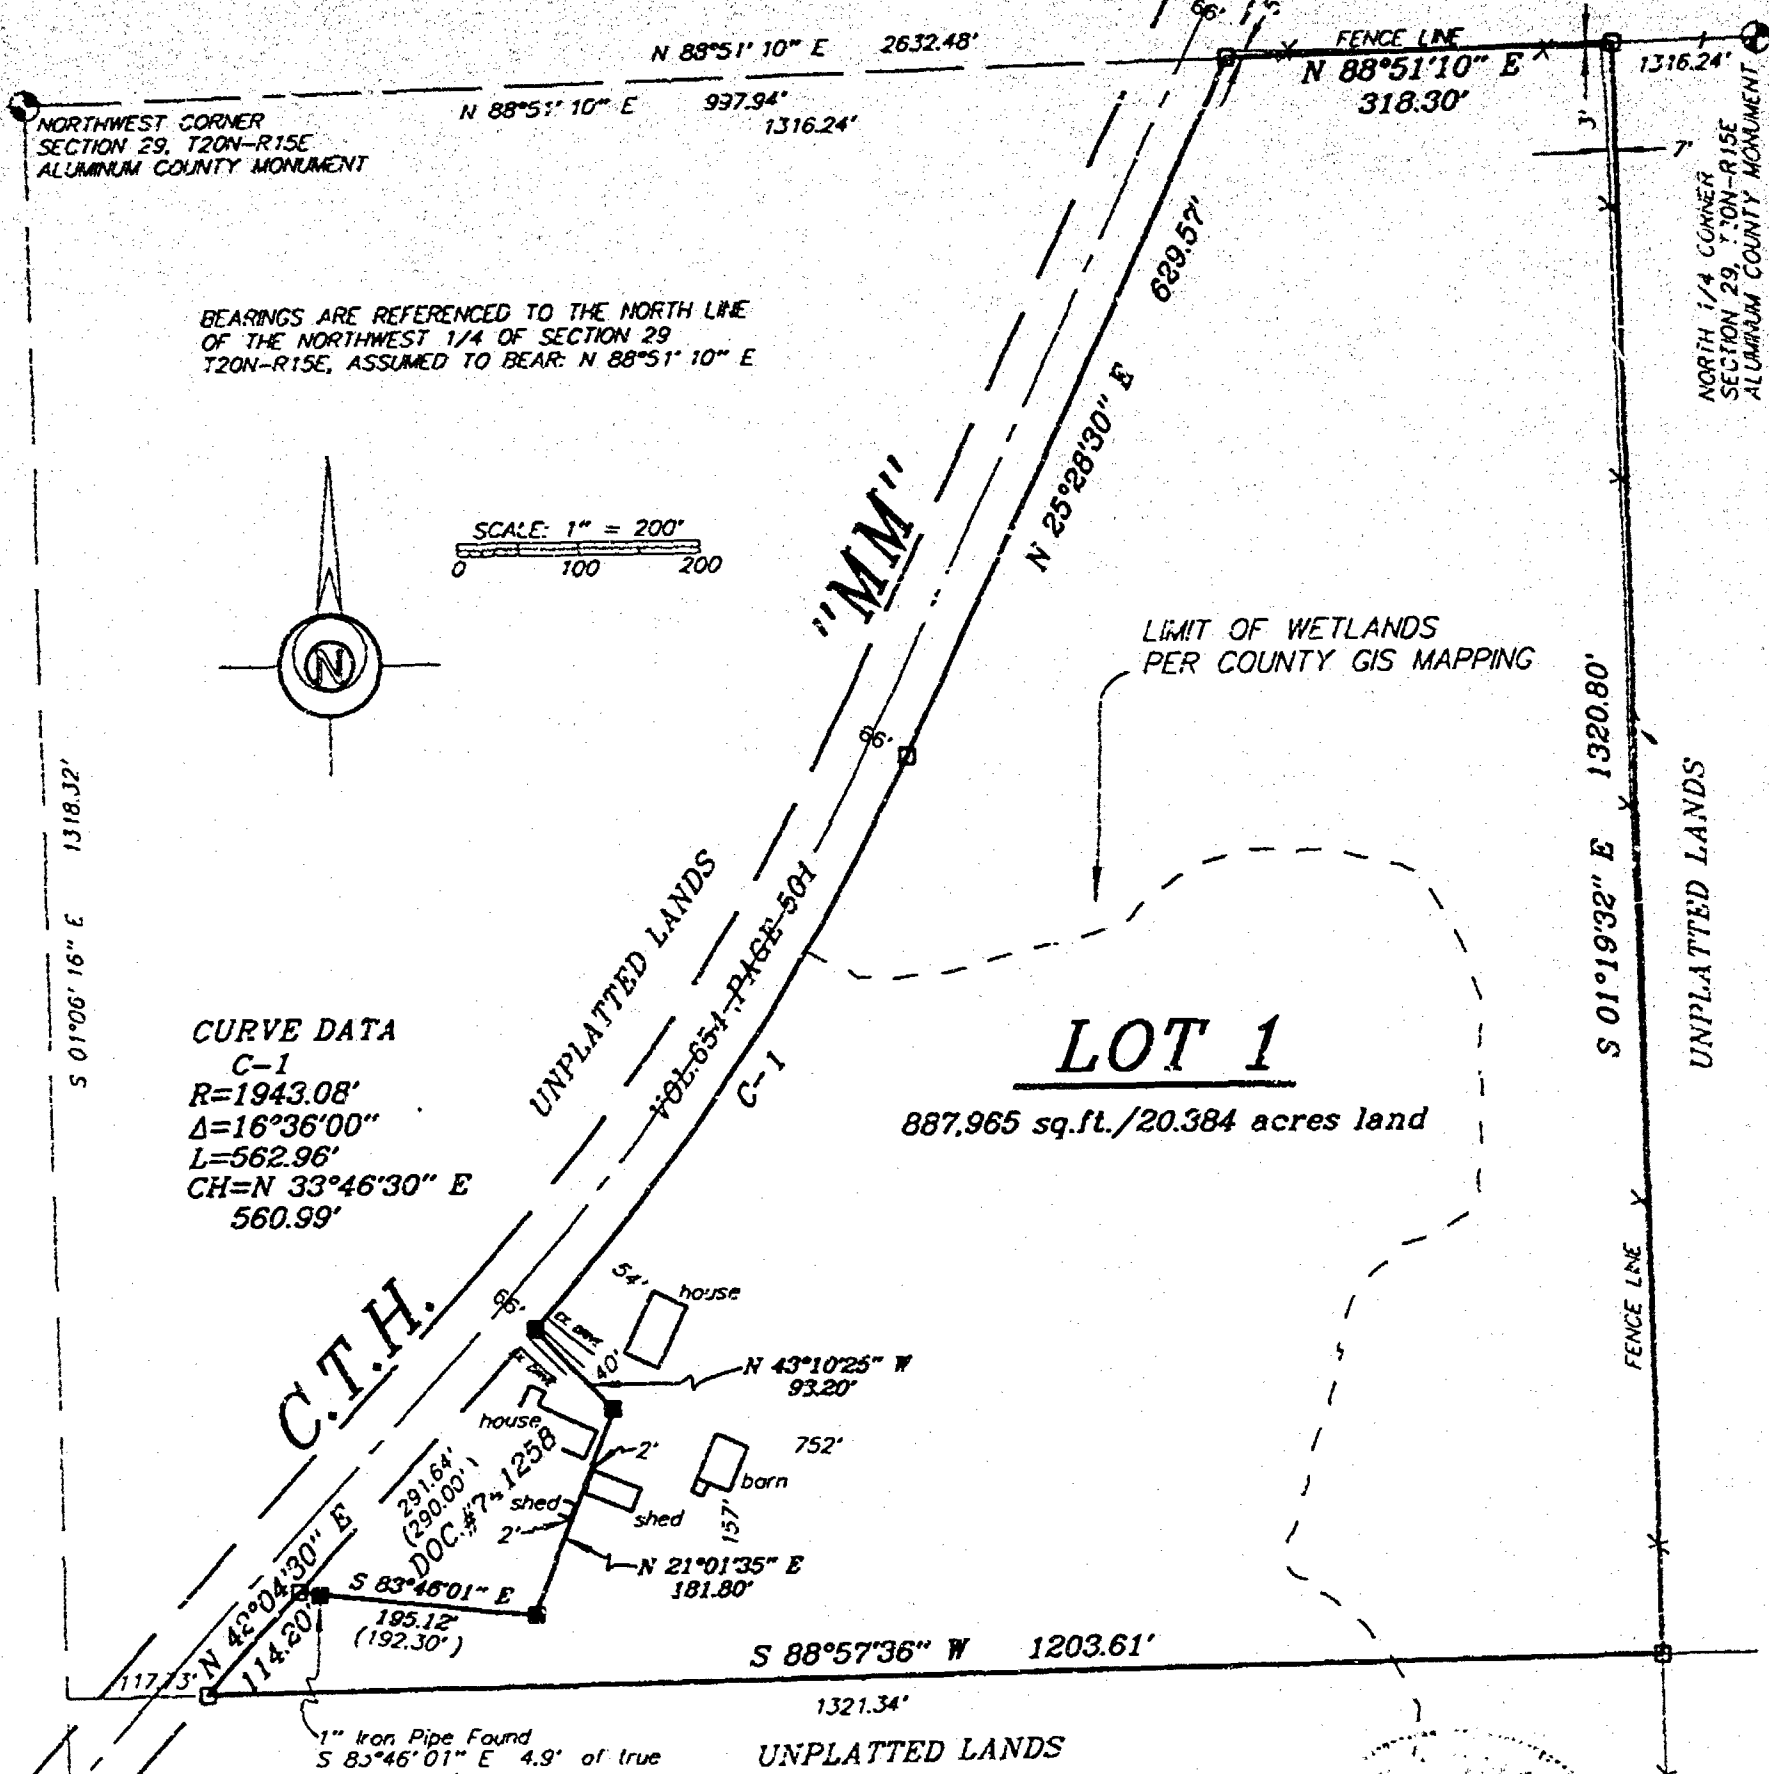 66'
N 88°51' 10" E 2632.48'
FENCE LINE
N 88°51'10" E
318.30'
1316.24'
N 88°51' 10" E 997.94'
1316.24'
NORTHWEST CORNER
SECTION 29, T20N-R15E
ALUMINUM COUNTY MONUMENT
3'
7'
NORTH 1/4 CORNER
SECTION 29, T20N-R15E
ALUMINUM COUNTY MONUMENT
BEARINGS ARE REFERENCED TO THE NORTH LINE
OF THE NORTHWEST 1/4 OF SECTION 29
T20N-R15E, ASSUMED TO BEAR: N 88°51' 10" E
N 25°28'30" E 629.57'
SCALE: 1" = 200'
0 100 200
N
"MM"
LIMIT OF WETLANDS
PER COUNTY GIS MAPPING
66'
S 01°06' 16" E 1318.32'
S 01°19'32" E 1320.80'
UNPLATTED LANDS
UNPLATTED LANDS
VOL.654, PAGE 501
C-1
CURVE DATA
C-1
R=1943.08'
Δ=16°36'00"
L=562.96'
CH=N 33°46'30" E
560.99'
LOT 1
887,965 sq.ft./20.384 acres land
FENCE LINE
C.T.H.
66'
54'
house
EX. DRIVE
EX. DRIVE
40'
N 43°10'25" W
93.20'
house
2'
752'
barn
157'
shed
shed
2'
291.64'
(290.00')
N 21°01'35" E
181.80'
S 83°46'01" E
195.12'
(192.30')
N 42°04'30" E
114.20'
117.73'
S 88°57'36" W 1203.61'
1321.34'
1" Iron Pipe Found
S 83°46'01" E 4.9' of true
UNPLATTED LANDS